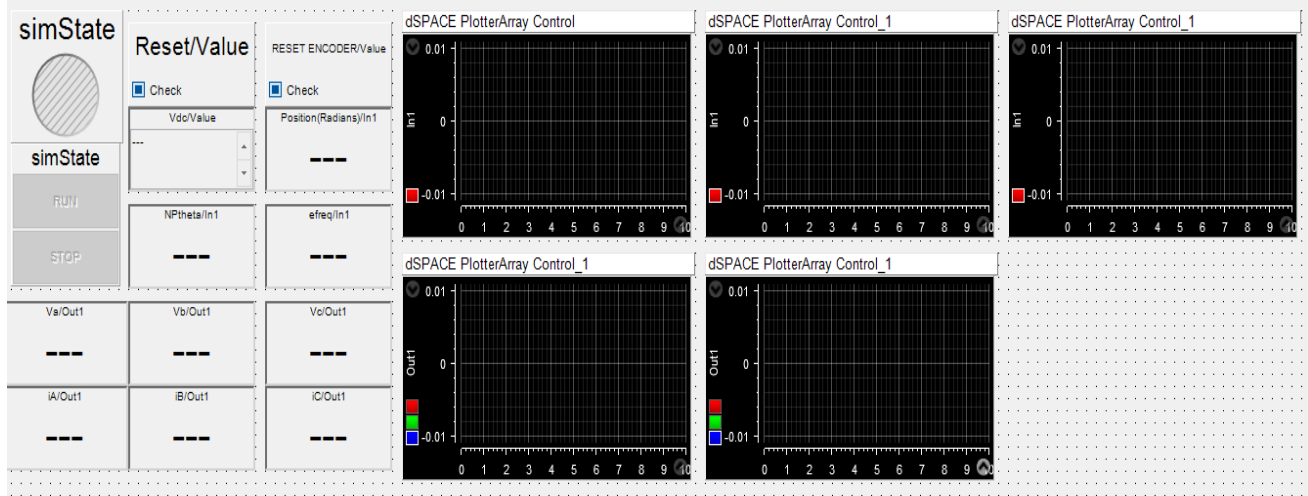 simState
Reset/Value
RESET ENCODER/Value
Check
Check
Vdc/Value
---
Position(Radians)/In1
---
simState
RUN
STOP
NPtheta/In1
---
efreq/In1
---
Va/Out1
---
Vb/Out1
---
Vc/Out1
---
iA/Out1
---
iB/Out1
---
iC/Out1
---
dSPACE PlotterArray Control
0.01
In1
0
-0.01
0 1 2 3 4 5 6 7 8 9 10
dSPACE PlotterArray Control_1
0.01
In1
0
-0.01
0 1 2 3 4 5 6 7 8 9 10
dSPACE PlotterArray Control_1
0.01
In1
0
-0.01
0 1 2 3 4 5 6 7 8 9 10
dSPACE PlotterArray Control_1
0.01
Out1
0
-0.01
0 1 2 3 4 5 6 7 8 9 10
dSPACE PlotterArray Control_1
0.01
Out1
0
-0.01
0 1 2 3 4 5 6 7 8 9 10